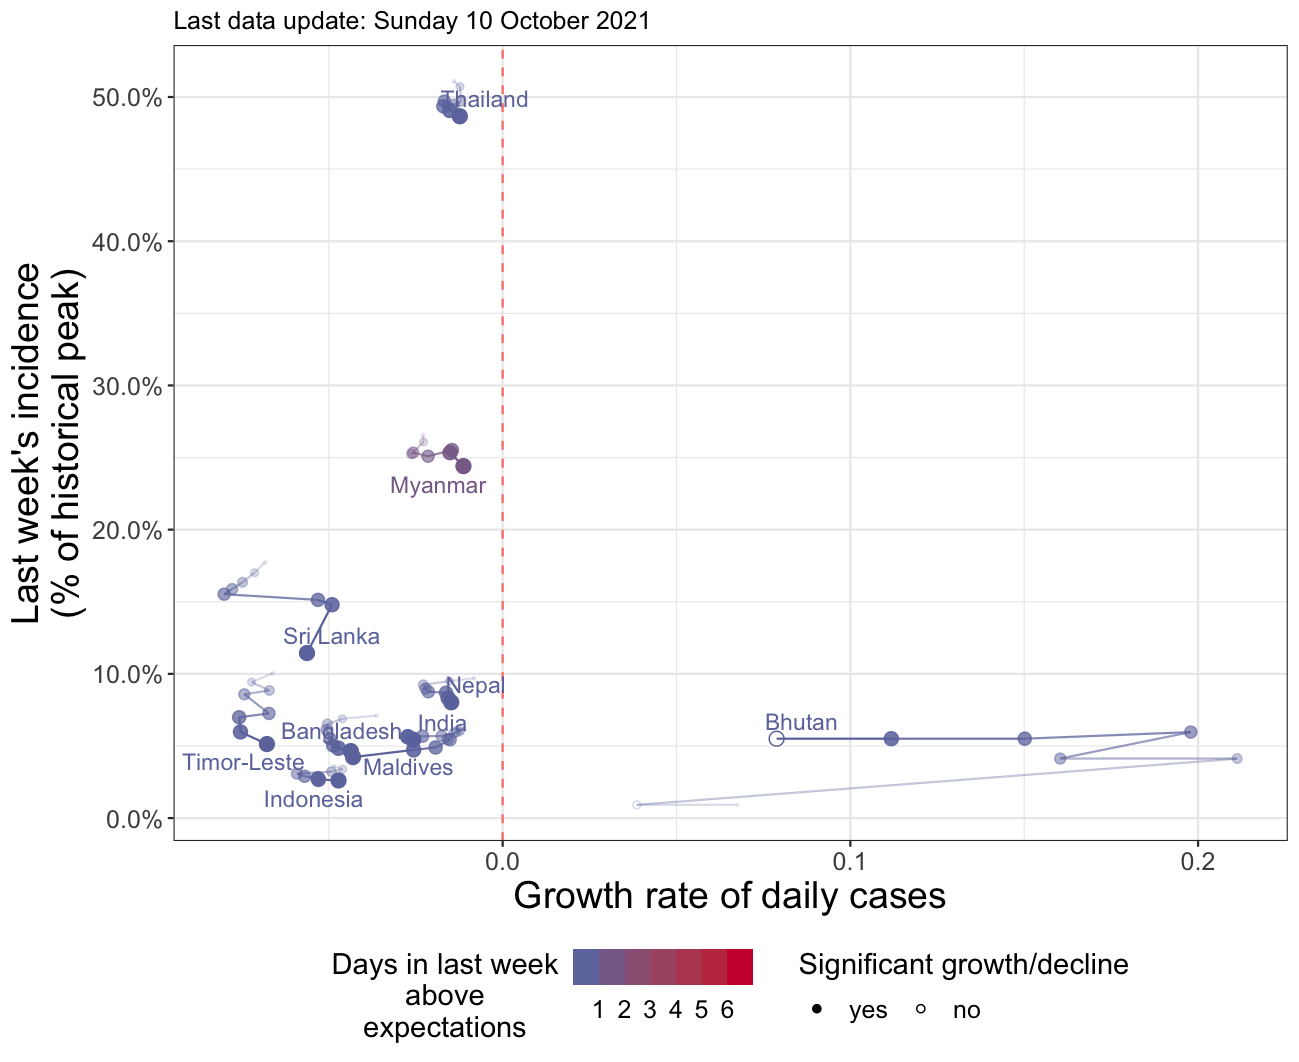 Last data update: Sunday 10 October 2021
Last week's incidence
(% of historical peak)
50.0%
40.0%
30.0%
20.0%
10.0%
0.0%
Thailand
Myanmar
Sri Lanka
Nepal
India
Bangladesh
Bhutan
Timor-Leste
Maldives
Indonesia
0.0
0.1
0.2
Growth rate of daily cases
Days in last week
above
expectations
1 2 3 4 5 6
Significant growth/decline
yes
no